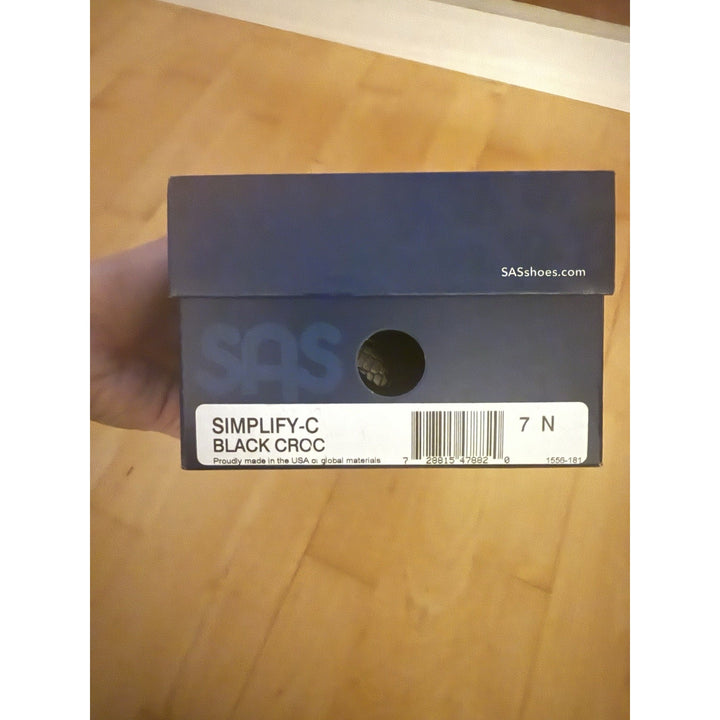 SASshoes.com
SAS
SIMPLIFY-C
BLACK CROC
Proudly made in the USA of global materials
7 28815 47882 0
7 N
1556-181